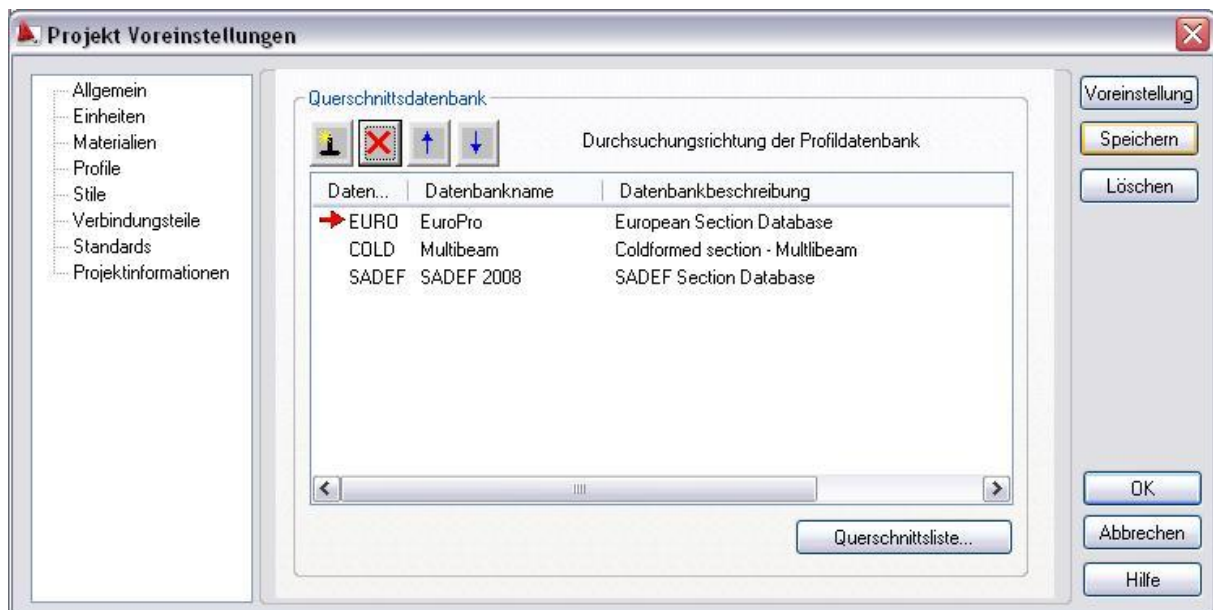 Projekt Voreinstellungen
Allgemein
Einheiten
Materialien
Profile
Stile
Verbindungsteile
Standards
Projektinformationen
Querschnittsdatenbank
Durchsuchungsrichtung der Profildatenbank
Daten... Datenbankname Datenbankbeschreibung
EURO EuroPro European Section Database
COLD Multibeam Coldformed section - Multlibeam
SADEF SADEF 2008 SADEF Section Database
Querschnittsliste...
Voreinstellung
Speichern
Löschen
OK
Abbrechen
Hilfe